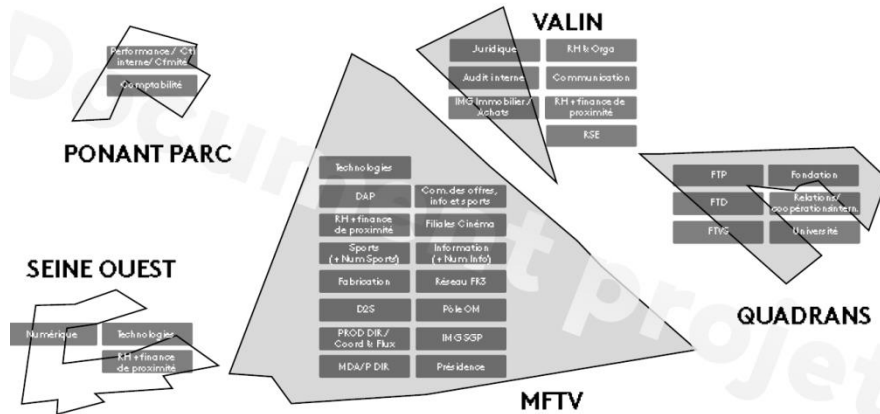 VALIN
Performance / Ctl
interne/ Cfmité
Comptabilité
PONANT PARC
Juridique
RH & Orga
Audit interne
Communication
IMG Immobilier /
Achats
RH + finance de
proximité
RSE
Technologies
DAP
Com. des offres,
info et sports
RH + finance
de proximité
Filiales Cinéma
Sports
(+ Num Sports)
Information
(+ Num Info)
Fabrication
Réseau FR3
D2S
Pôle OM
PROD DIR /
Coord & Flux
IMG SGP
MDA/P DIR
Présidence
MFTV
FTP
Fondation
FTD
Relations/
coopérations intern.
FTVS
Université
QUADRANS
SEINE OUEST
Numérique
Technologies
RH + finance
de proximité
Document projet